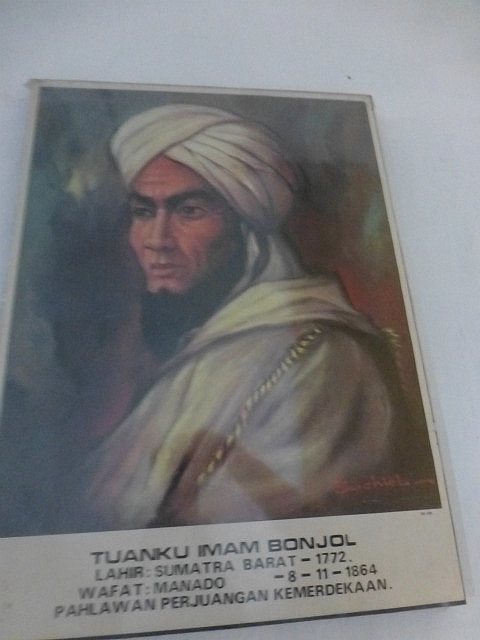 TUANKU IMAM BONJOL
LAHIR: SUMATRA BARAT - 1772.
WAFAT: MANADO - 8 - 11 - 1864
PAHLAWAN PERJUANGAN KEMERDEKAAN.